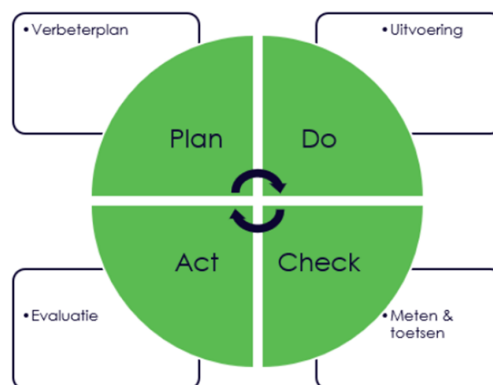 •Verbeterplan
•Uitvoering
Plan
Do
Act
Check
•Evaluatie
•Meten &
toetsen